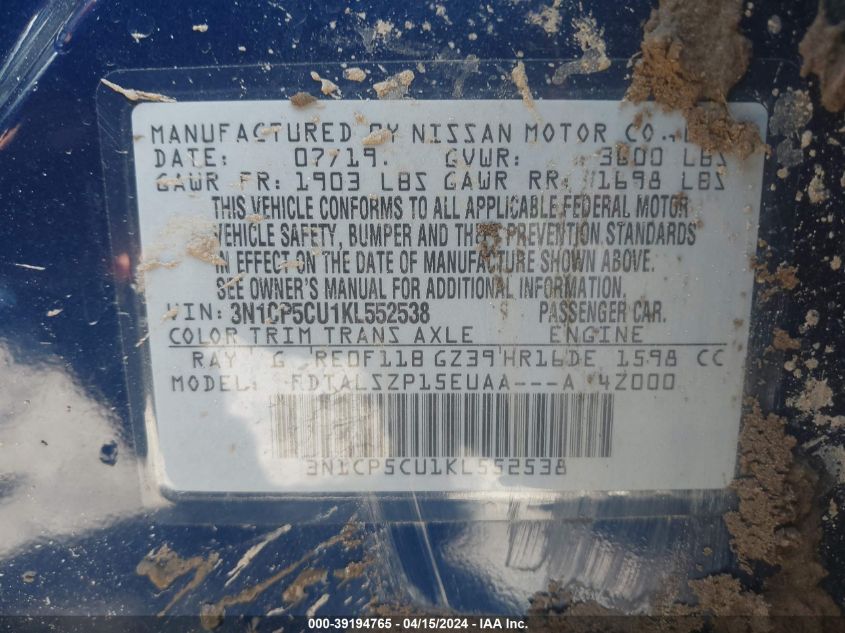 MANUFACTURED BY NISSAN MOTOR CO.,
DATE: 07/19. GVWR: 3600 LBS
GAWR FR: 1903 LBS GAWR RR: 1698 LBS
THIS VEHICLE CONFORMS TO ALL APPLICABLE FEDERAL MOTOR
VEHICLE SAFETY, BUMPER AND THEFT PREVENTION STANDARDS
IN EFFECT ON THE DATE OF MANUFACTURE SHOWN ABOVE.
SEE OWNER'S MANUAL FOR ADDITIONAL INFORMATION.
VIN: 3N1CP5CU1KL552538 PASSENGER CAR.
COLOR TRIM TRANS AXLE ENGINE
RAY G RE0F11B GZ39 HR16DE 1598 CC
MODEL: FDTALSZP15EUAA---A 4Z000
3N1CP5CU1KL552538
000-39194765 - 04/15/2024 - IAA Inc.